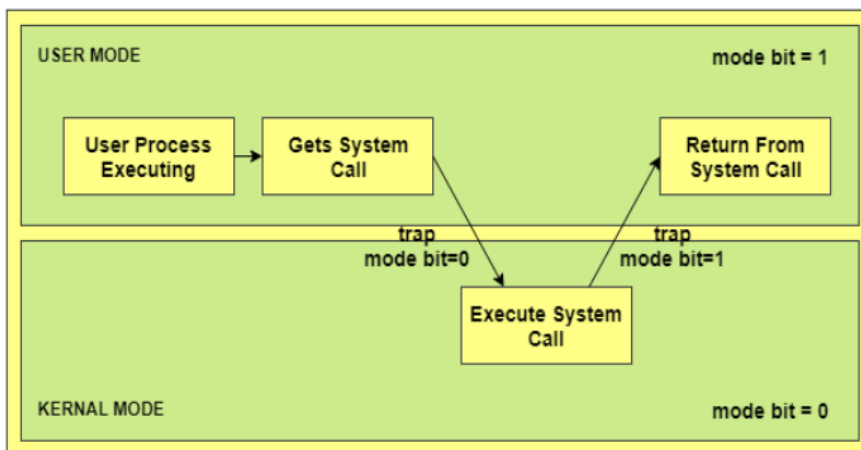 USER MODE
mode bit = 1
User Process
Executing
Gets System
Call
Return From
System Call
trap
mode bit=0
trap
mode bit=1
Execute System
Call
KERNAL MODE
mode bit = 0